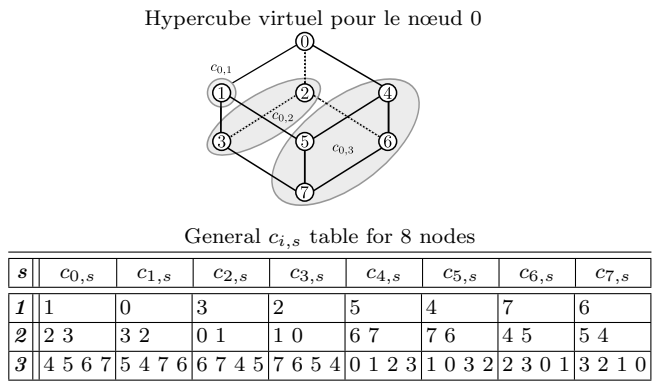 Hypercube virtuel pour le nœud 0
0
c0,1
1 2 4
c0,2
3 5 c0,3 6
7
General ci,s table for 8 nodes
s c0,s c1,s c2,s c3,s c4,s c5,s c6,s c7,s
1 1 0 3 2 5 4 7 6
2 2 3 3 2 0 1 1 0 6 7 7 6 4 5 5 4
3 4 5 6 7 5 4 7 6 6 7 4 5 7 6 5 4 0 1 2 3 1 0 3 2 2 3 0 1 3 2 1 0